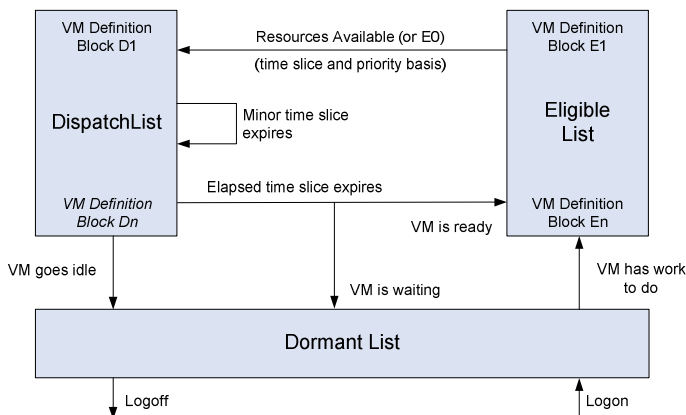 VM Definition
Block D1
Resources Available (or E0)
(time slice and priority basis)
VM Definition
Block E1
DispatchList
Minor time slice
expires
Eligible
List
VM Definition
Block Dn
Elapsed time slice expires
VM Definition
Block En
VM is ready
VM goes idle
VM is waiting
VM has work
to do
Dormant List
Logoff
Logon